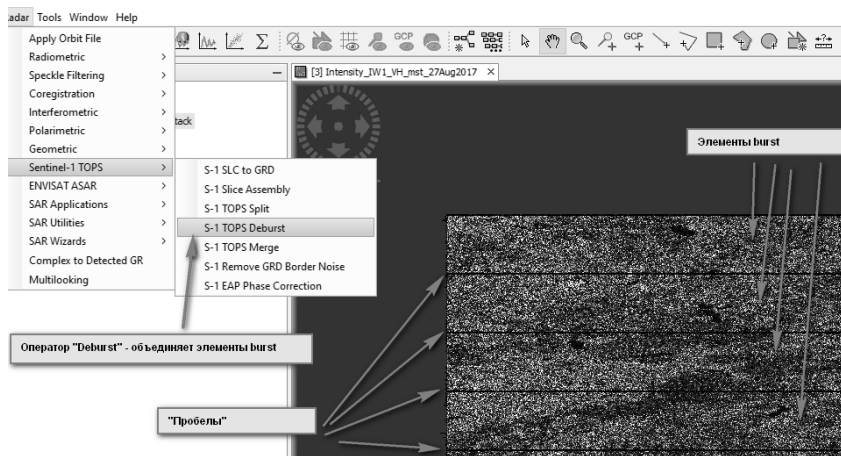 adar Tools Window Help
Apply Orbit File
Radiometric
Speckle Filtering
Coregistration
Interferometric
Polarimetric
Geometric
Sentinel-1 TOPS
ENVISAT ASAR
SAR Applications
SAR Utilities
SAR Wizards
Complex to Detected GR
Multilooking
tack
GCP
GCP
[3] Intensity_IW1_VH_mst_27Aug2017
S-1 SLC to GRD
S-1 Slice Assembly
S-1 TOPS Split
S-1 TOPS Deburst
S-1 TOPS Merge
S-1 Remove GRD Border Noise
S-1 EAP Phase Correction
Элементы burst
Оператор "Deburst" - объединяет элементы burst
"Пробелы"